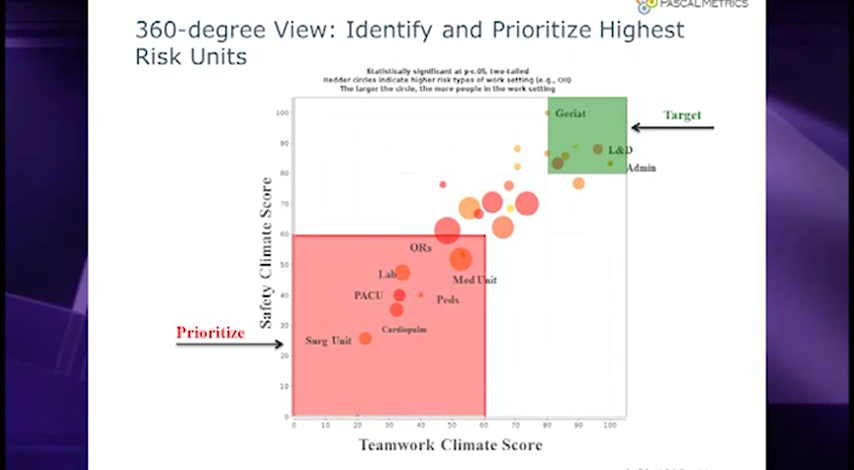 PASCAL METRICS
360-degree View: Identify and Prioritize Highest
Risk Units
Statistically significant at p<.05, two-tailed
Redder circles indicate higher risk types of work setting (e.g., OR)
The larger the circle, the more people in the work setting
Target
Prioritize
Safety Climate Score
100
90
80
70
60
50
40
30
20
10
0
Geriat
L&D
Admin
ORs
Lab
Med Unit
PACU
Peds
Cardiopulm
Surg Unit
0 10 20 30 40 50 60 70 80 90 100
Teamwork Climate Score